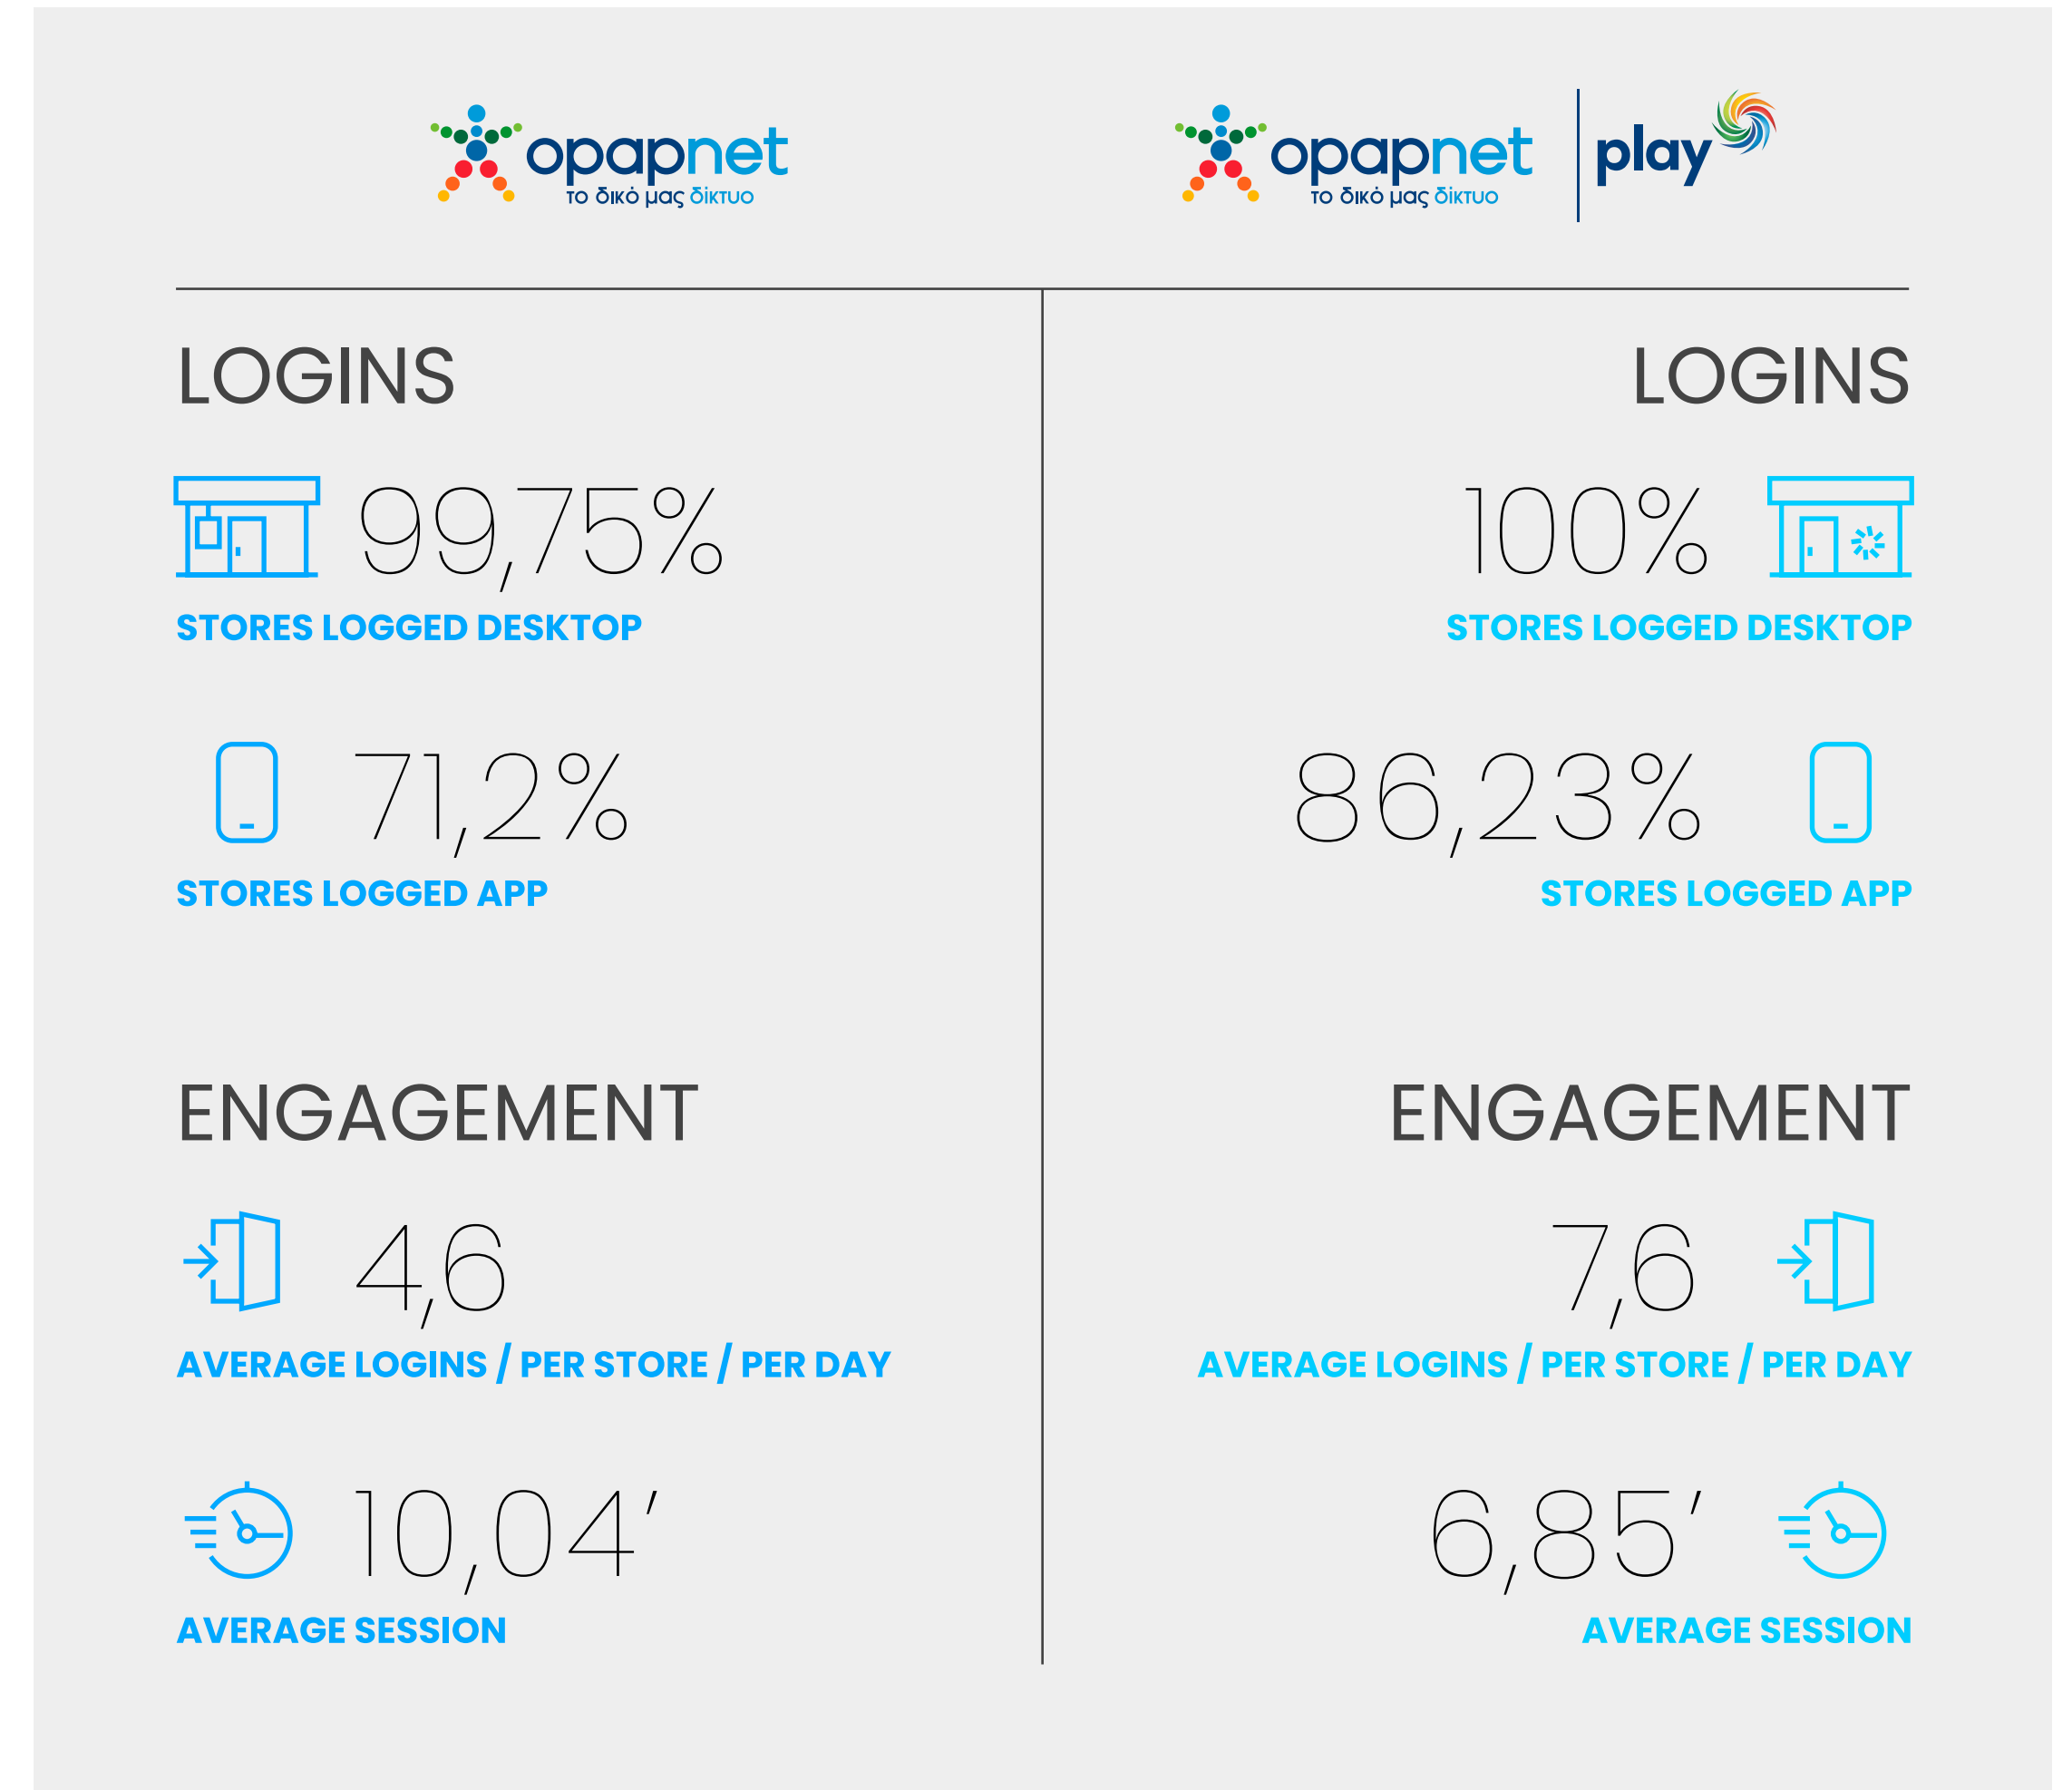 opapnet
το δικό μας δίκτυο
opapnet
το δικό μας δίκτυο
play
LOGINS
99,75%
STORES LOGGED DESKTOP
71,2%
STORES LOGGED APP
ENGAGEMENT
4,6
AVERAGE LOGINS / PER STORE / PER DAY
10,04’
AVERAGE SESSION
LOGINS
100%
STORES LOGGED DESKTOP
86,23%
STORES LOGGED APP
ENGAGEMENT
7,6
AVERAGE LOGINS / PER STORE / PER DAY
6,85’
AVERAGE SESSION